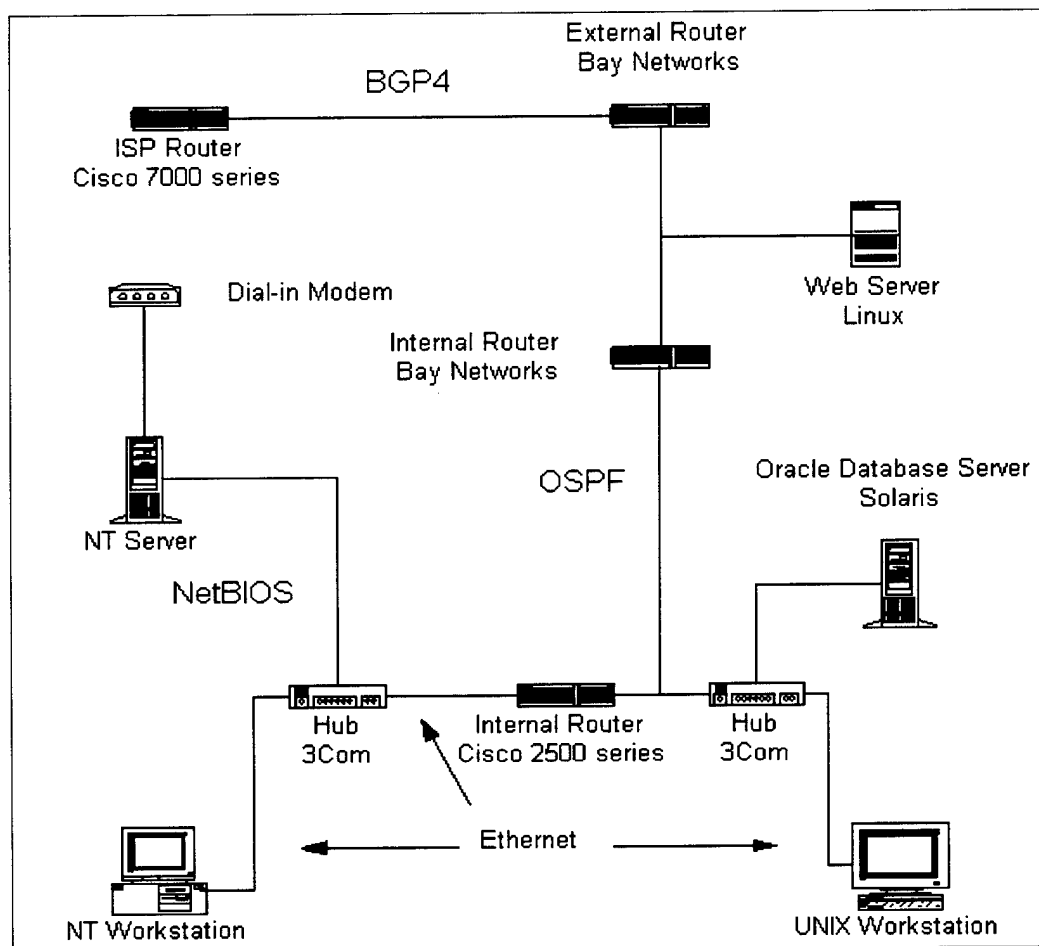 External Router
Bay Networks
BGP4
ISP Router
Cisco 7000 series
Web Server
Linux
Dial-in Modem
Internal Router
Bay Networks
OSPF
Oracle Database Server
Solaris
NT Server
NetBIOS
Hub
3Com
Internal Router
Cisco 2500 series
Hub
3Com
Ethernet
NT Workstation
UNIX Workstation